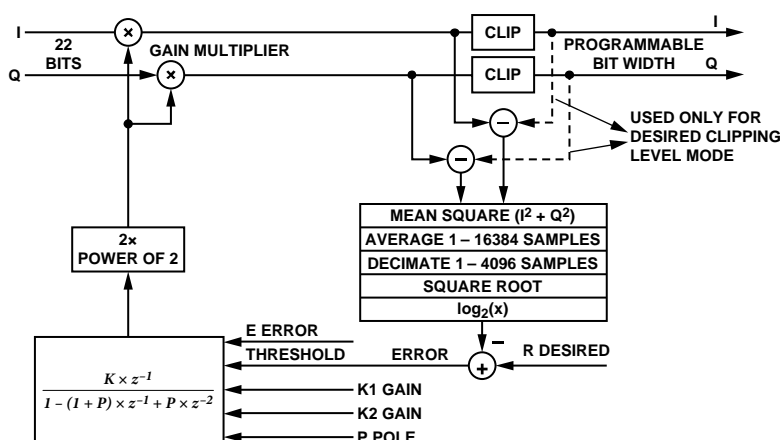 I
22
BITS
Q
GAIN MULTIPLIER
×
×
CLIP
CLIP
I
PROGRAMMABLE
BIT WIDTH
Q
–
–
USED ONLY FOR
DESIRED CLIPPING
LEVEL MODE
MEAN SQUARE (I² + Q²)
AVERAGE 1 – 16384 SAMPLES
DECIMATE 1 – 4096 SAMPLES
SQUARE ROOT
log₂(x)
2×
POWER OF 2
–
+
R DESIRED
ERROR
E ERROR
THRESHOLD
K × z⁻¹
1 – (1 + P) × z⁻¹ + P × z⁻²
K1 GAIN
K2 GAIN
P POLE